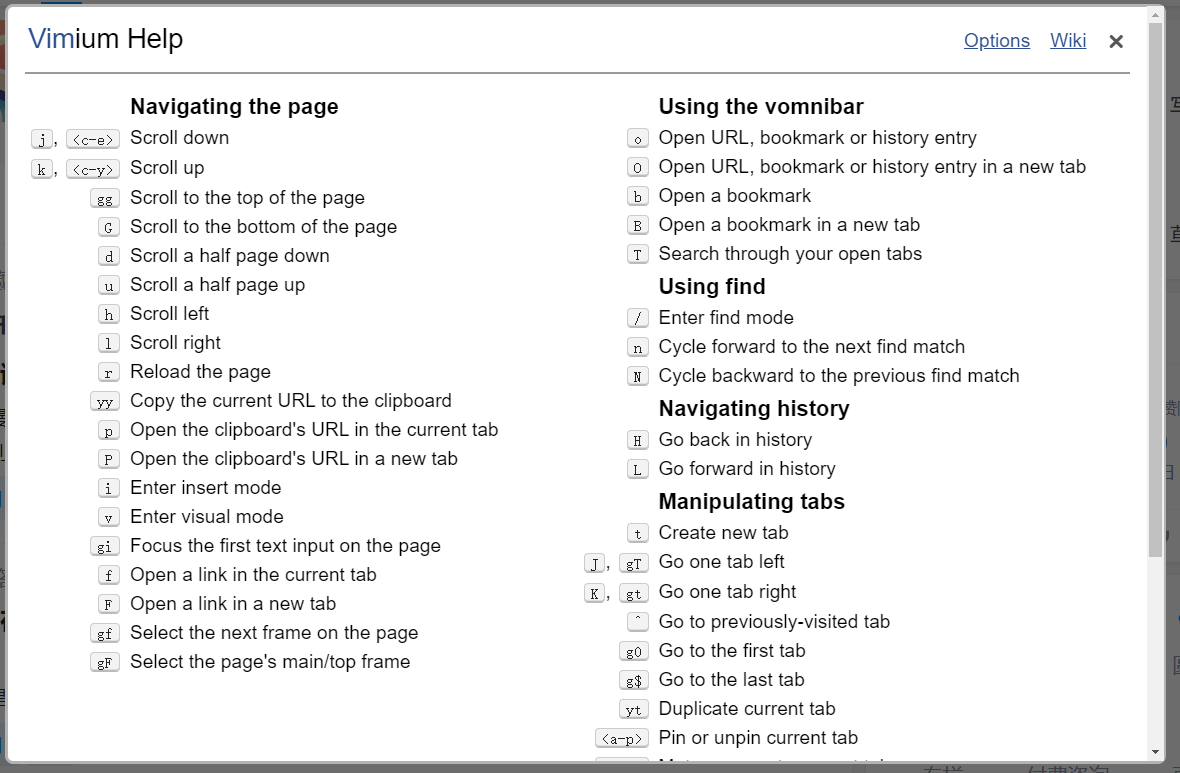 Vimium Help
Options Wiki
Navigating the page
j, <c-e> Scroll down
k, <c-y> Scroll up
gg Scroll to the top of the page
G Scroll to the bottom of the page
d Scroll a half page down
u Scroll a half page up
h Scroll left
l Scroll right
r Reload the page
yy Copy the current URL to the clipboard
p Open the clipboard's URL in the current tab
P Open the clipboard's URL in a new tab
i Enter insert mode
v Enter visual mode
gi Focus the first text input on the page
f Open a link in the current tab
F Open a link in a new tab
gf Select the next frame on the page
gF Select the page's main/top frame
Using the vomnibar
o Open URL, bookmark or history entry
O Open URL, bookmark or history entry in a new tab
b Open a bookmark
B Open a bookmark in a new tab
T Search through your open tabs
Using find
/ Enter find mode
n Cycle forward to the next find match
N Cycle backward to the previous find match
Navigating history
H Go back in history
L Go forward in history
Manipulating tabs
t Create new tab
J, gT Go one tab left
K, gt Go one tab right
^ Go to previously-visited tab
g0 Go to the first tab
g$ Go to the last tab
yt Duplicate current tab
<a-p> Pin or unpin current tab